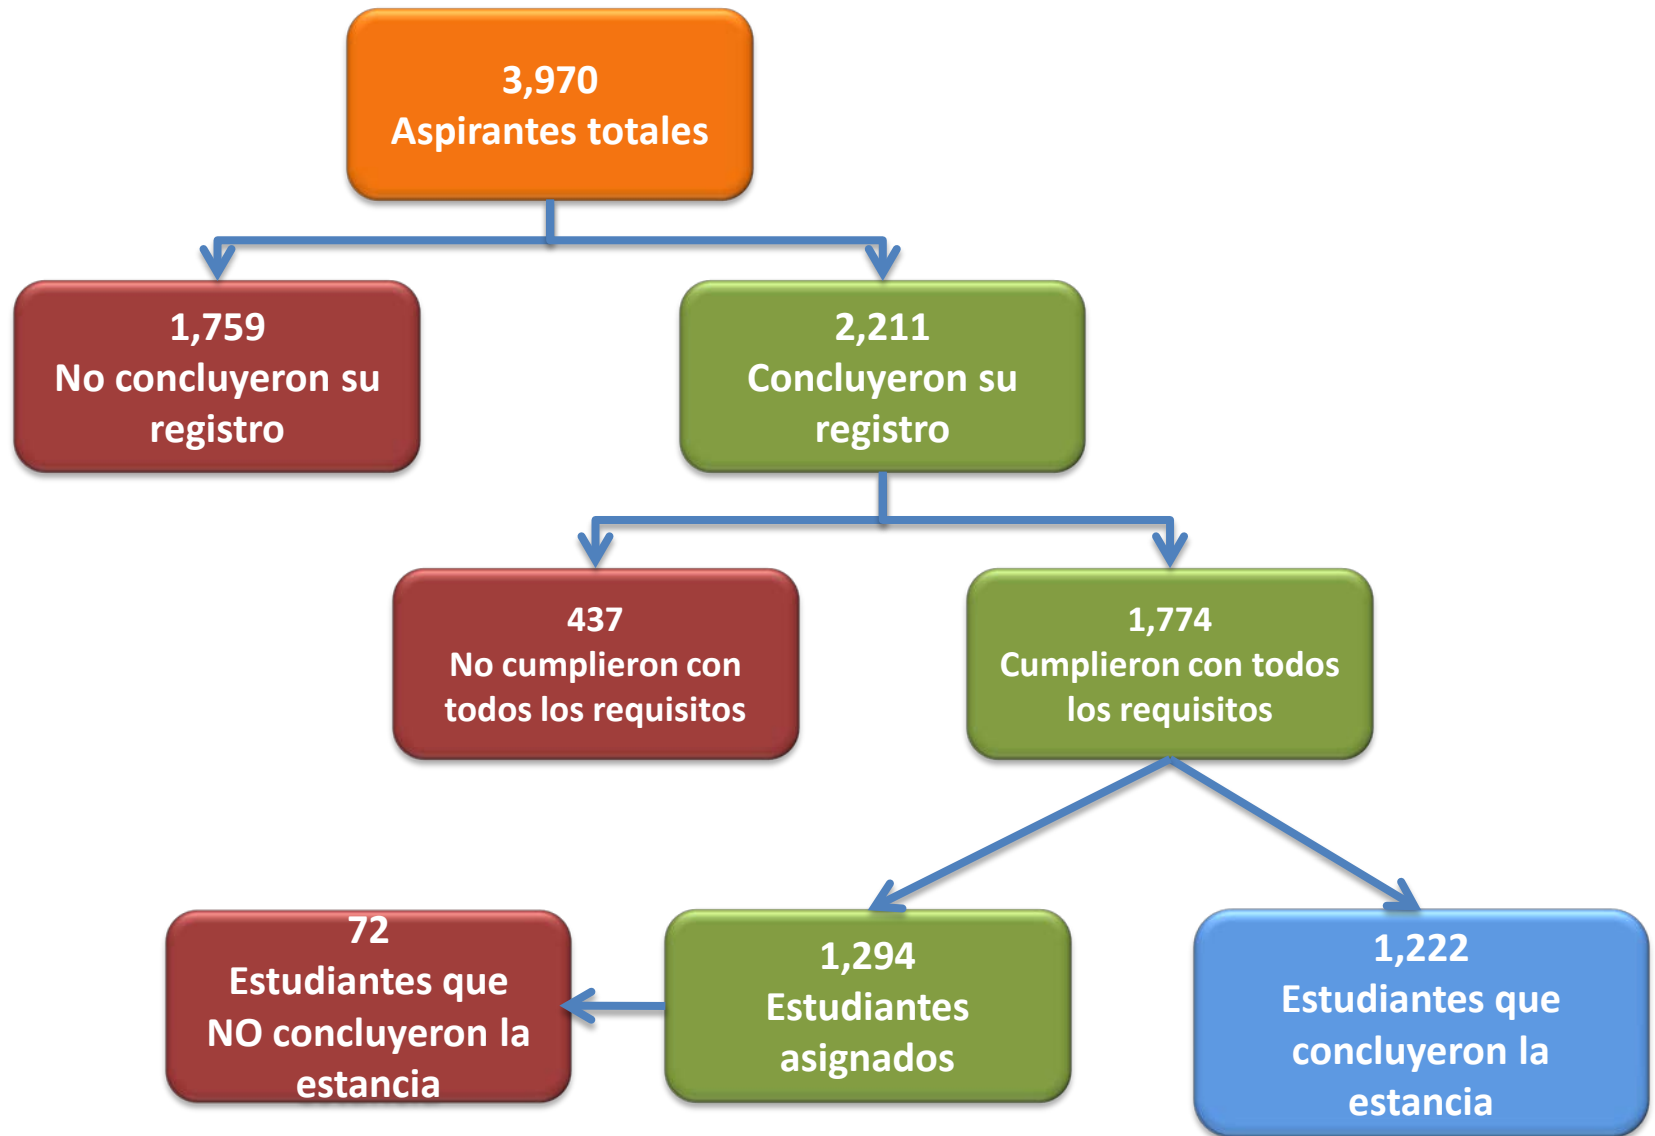 3,970
Aspirantes totales
1,759
No concluyeron su
registro
2,211
Concluyeron su
registro
437
No cumplieron con
todos los requisitos
1,774
Cumplieron con todos
los requisitos
72
Estudiantes que
NO concluyeron la
estancia
1,294
Estudiantes
asignados
1,222
Estudiantes que
concluyeron la
estancia